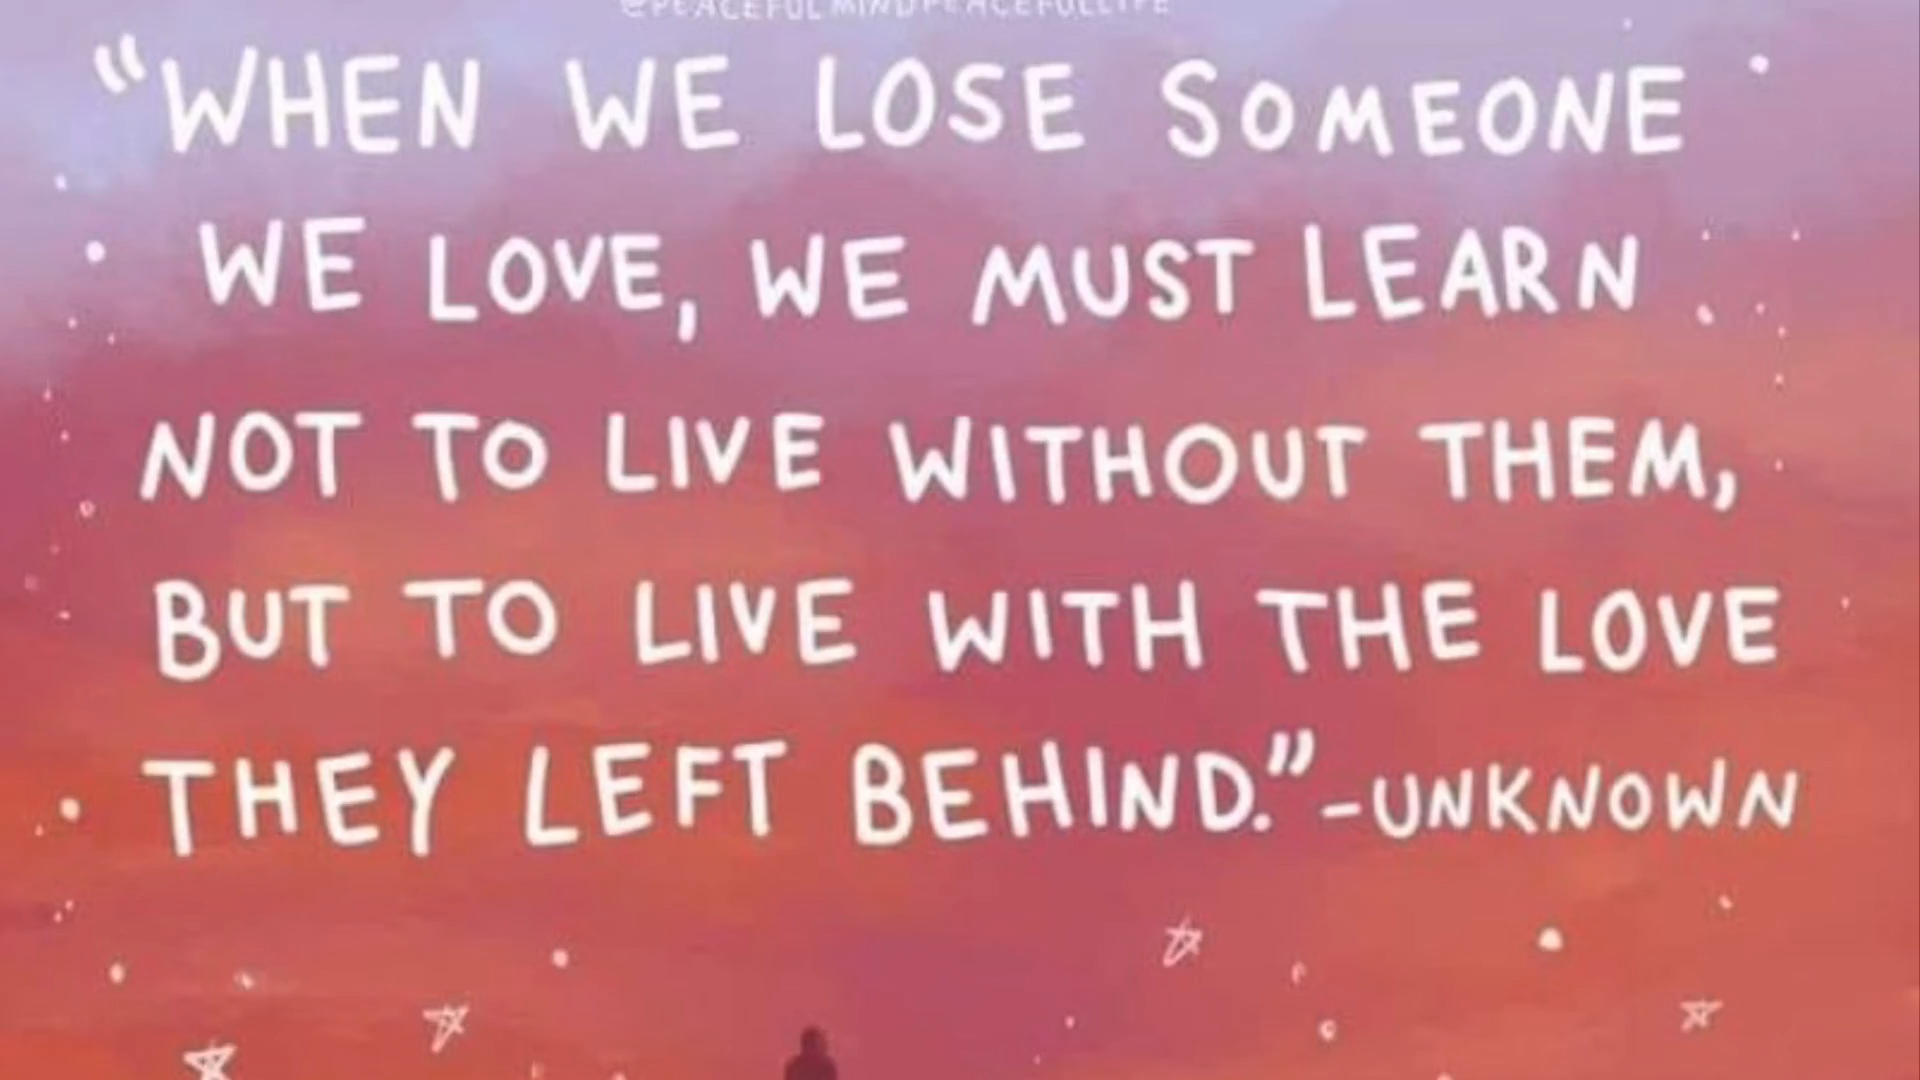 @PEACEFULMINDPEACEFULLIFE
“WHEN WE LOSE SOMEONE
WE LOVE, WE MUST LEARN
NOT TO LIVE WITHOUT THEM,
BUT TO LIVE WITH THE LOVE
THEY LEFT BEHIND.” -UNKNOWN